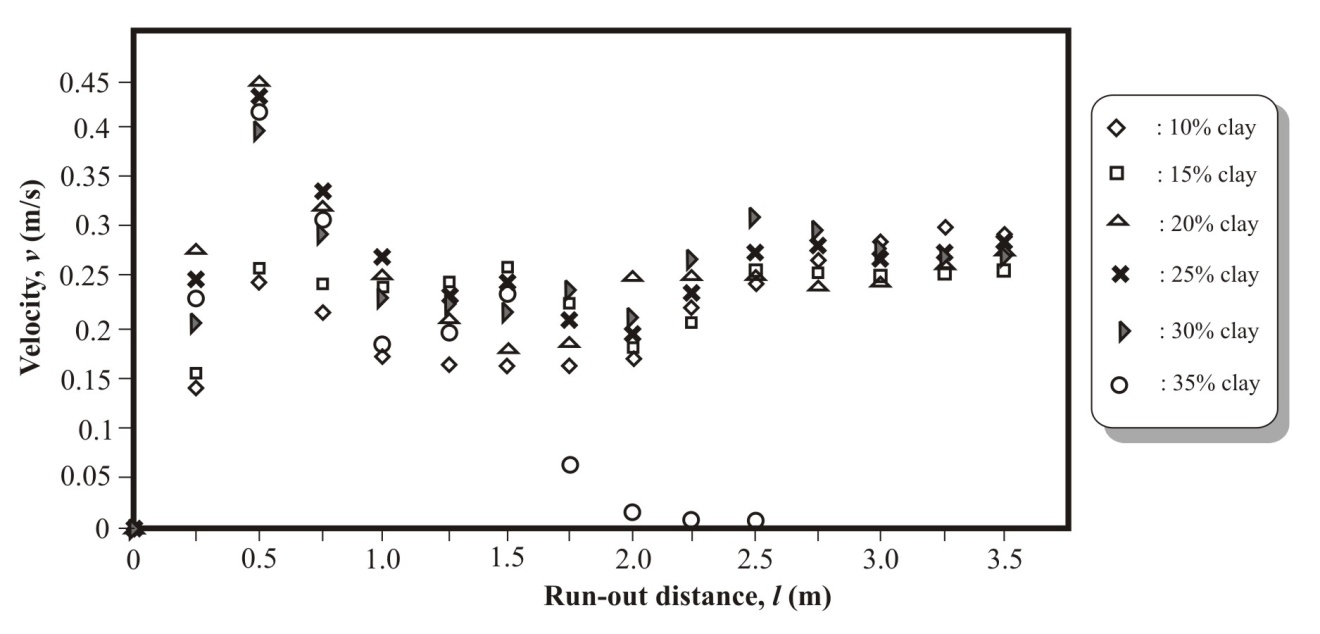 0.45
0.4
0.35
0.3
0.25
0.2
0.15
0.1
0.05
0
Velocity, v (m/s)
0 0.5 1.0 1.5 2.0 2.5 3.0 3.5
Run-out distance, l (m)
: 10% clay
: 15% clay
: 20% clay
: 25% clay
: 30% clay
: 35% clay